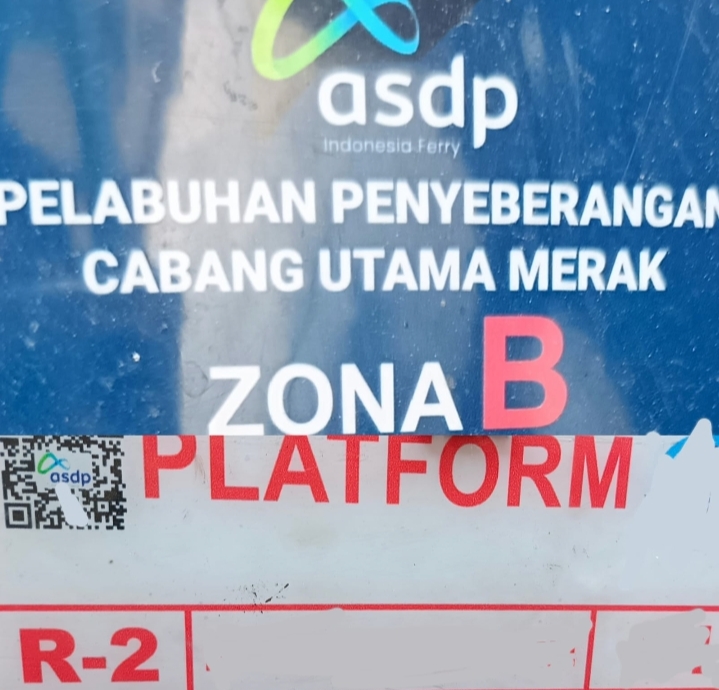 asdp
Indonesia Ferry
PELABUHAN PENYEBERANGAN
CABANG UTAMA MERAK
ZONA B
asdp
PLATFORM
R-2